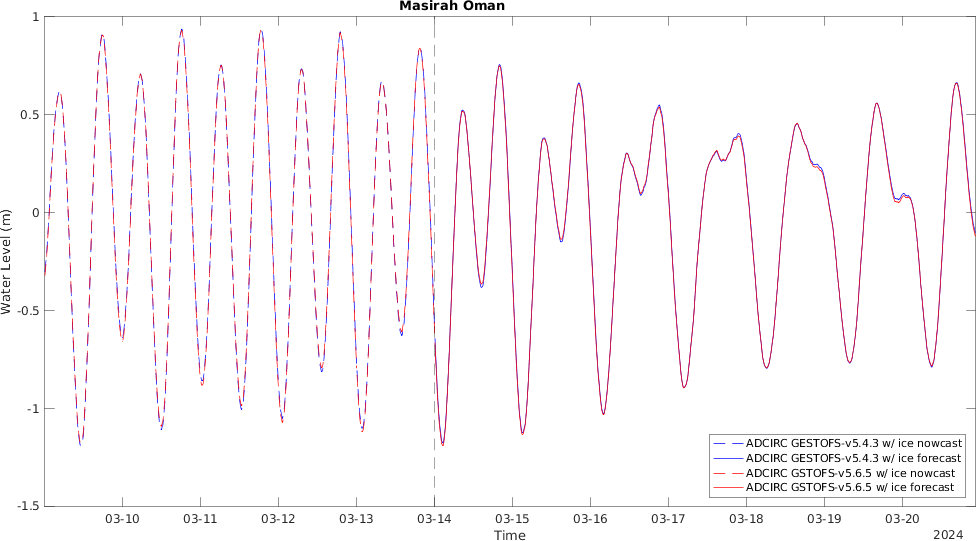 Masirah Oman
1
0.5
0
-0.5
-1
-1.5
Water Level (m)
03-10 03-11 03-12 03-13 03-14 03-15 03-16 03-17 03-18 03-19 03-20
Time
2024
ADCIRC GESTOFS-v5.4.3 w/ ice nowcast
ADCIRC GESTOFS-v5.4.3 w/ ice forecast
ADCIRC GSTOFS-v5.6.5 w/ ice nowcast
ADCIRC GSTOFS-v5.6.5 w/ ice forecast